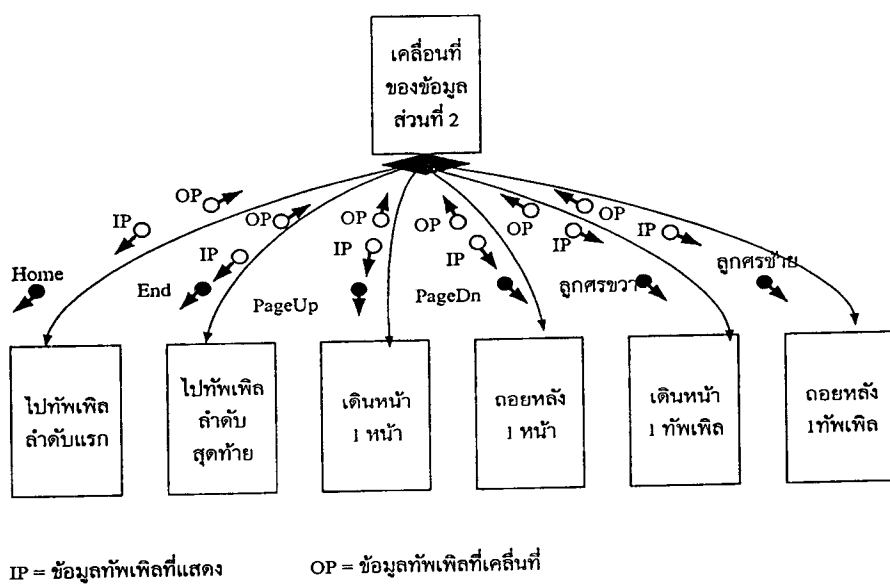 เคลื่อนที่
ของข้อมูล
ส่วนที่ 2
OP
IP
Home
OP
IP
End
OP
IP
PageUp
OP
IP
PageDn
OP
IP
ลูกศรขวา
OP
IP
ลูกศรซ้าย
ไปทัพเพิล
ลำดับแรก
ไปทัพเพิล
ลำดับ
สุดท้าย
เดินหน้า
1 หน้า
ถอยหลัง
1 หน้า
เดินหน้า
1 ทัพเพิล
ถอยหลัง
1ทัพเพิล
IP = ข้อมูลทัพเพิลที่แสดง
OP = ข้อมูลทัพเพิลที่เคลื่นที่